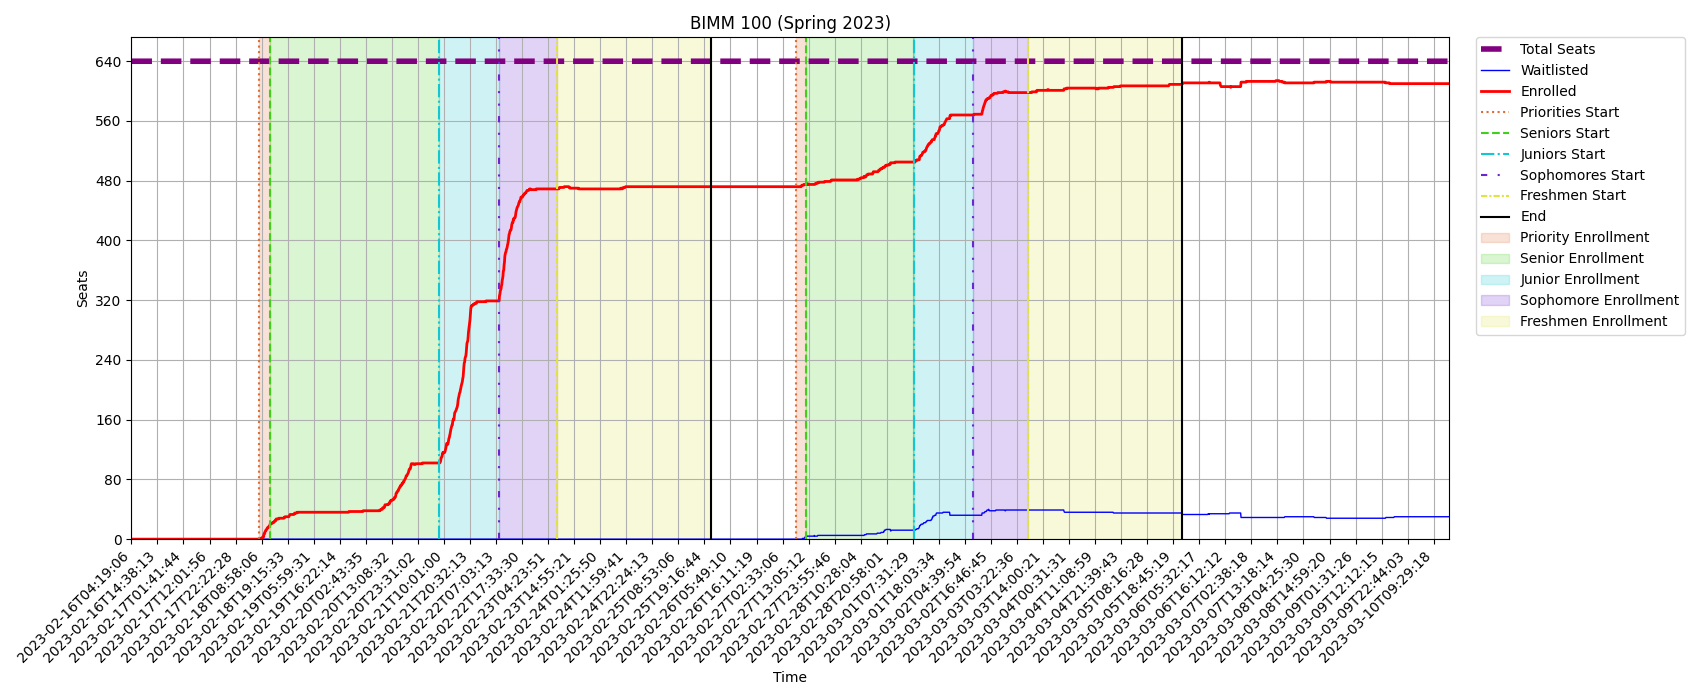 BIMM 100 (Spring 2023)
Seats
640
560
480
400
320
240
160
80
0
2023-02-16T04:19:06
2023-02-16T14:38:13
2023-02-17T01:41:44
2023-02-17T12:01:56
2023-02-17T22:22:28
2023-02-18T08:58:06
2023-02-18T19:15:33
2023-02-19T05:59:31
2023-02-19T16:22:14
2023-02-20T02:43:35
2023-02-20T13:08:32
2023-02-20T23:31:02
2023-02-21T10:01:00
2023-02-21T20:32:13
2023-02-22T07:03:13
2023-02-22T17:33:30
2023-02-23T04:23:51
2023-02-23T14:55:21
2023-02-24T01:25:50
2023-02-24T11:59:41
2023-02-24T22:24:13
2023-02-25T08:53:06
2023-02-25T19:16:44
2023-02-26T05:49:10
2023-02-26T16:11:19
2023-02-27T02:33:06
2023-02-27T13:05:12
2023-02-27T23:55:46
2023-02-28T10:28:04
2023-02-28T20:58:01
2023-03-01T07:31:29
2023-03-01T18:03:34
2023-03-02T04:39:54
2023-03-02T16:46:45
2023-03-03T03:22:36
2023-03-03T14:00:21
2023-03-04T00:31:31
2023-03-04T11:08:59
2023-03-04T21:39:43
2023-03-05T08:16:28
2023-03-05T18:45:19
2023-03-06T05:32:17
2023-03-06T16:12:12
2023-03-07T02:38:18
2023-03-07T13:18:14
2023-03-08T04:25:30
2023-03-08T14:59:20
2023-03-09T01:31:26
2023-03-09T12:12:15
2023-03-09T22:44:03
2023-03-10T09:29:18
Time
Total Seats
Waitlisted
Enrolled
Priorities Start
Seniors Start
Juniors Start
Sophomores Start
Freshmen Start
End
Priority Enrollment
Senior Enrollment
Junior Enrollment
Sophomore Enrollment
Freshmen Enrollment